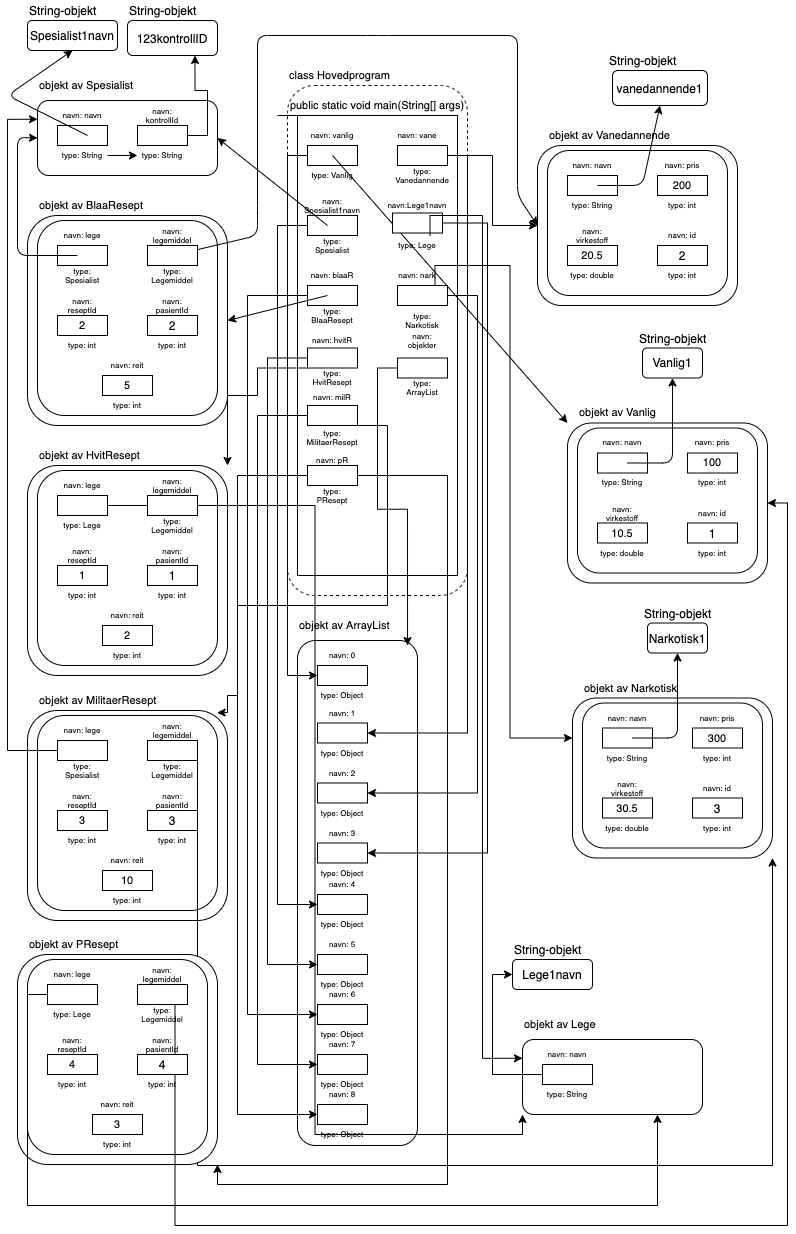 String-objekt
Spesialist1navn
String-objekt
123kontrollID
objekt av Spesialist
navn: navn
type: String
navn:
kontrollId
type: String
objekt av BlaaResept
navn: lege
type:
Spesialist
navn:
legemiddel
type:
Legemiddel
navn:
reseptId
2
type: int
navn:
pasientId
2
type: int
navn: reit
5
type: int
objekt av HvitResept
navn: lege
type: Lege
navn:
legemiddel
type:
Legemiddel
navn:
reseptId
1
type: int
navn:
pasientId
1
type: int
navn: reit
2
type: int
objekt av MilitaerResept
navn: lege
type:
Spesialist
navn:
legemiddel
type:
Legemiddel
navn:
reseptId
3
type: int
navn:
pasientId
3
type: int
navn: reit
10
type: int
objekt av PResept
navn: lege
type: Lege
navn:
legemiddel
type:
Legemiddel
navn:
reseptId
4
type: int
navn:
pasientId
4
type: int
navn: reit
3
type: int
class Hovedprogram
public static void main(String[] args)
navn: vanlig
type: Vanlig
navn: vane
type:
Vanedannende
navn:
Spesialist1navn
type:
Spesialist
navn:Lege1navn
type: Lege
navn: blaaR
type:
BlaaResept
navn: nark
type:
Narkotisk
navn: hvitR
type:
HvitResept
navn:
objekter
type:
ArrayList
navn: milR
type:
MilitaerResept
navn: pR
type:
PResept
objekt av ArrayList
navn: 0
type: Object
navn: 1
type: Object
navn: 2
type: Object
navn: 3
type: Object
navn: 4
type: Object
navn: 5
type: Object
navn: 6
type: Object
navn: 7
type: Object
navn: 8
type: Object
String-objekt
vanedannende1
objekt av Vanedannende
navn: navn
type: String
navn: pris
200
type: int
navn:
virkestoff
20.5
type: double
navn: id
2
type: int
String-objekt
Vanlig1
objekt av Vanlig
navn: navn
type: String
navn: pris
100
type: int
navn:
virkestoff
10.5
type: double
navn: id
1
type: int
String-objekt
Narkotisk1
objekt av Narkotisk
navn: navn
type: String
navn: pris
300
type: int
navn:
virkestoff
30.5
type: double
navn: id
3
type: int
String-objekt
Lege1navn
objekt av Lege
navn: navn
type: String